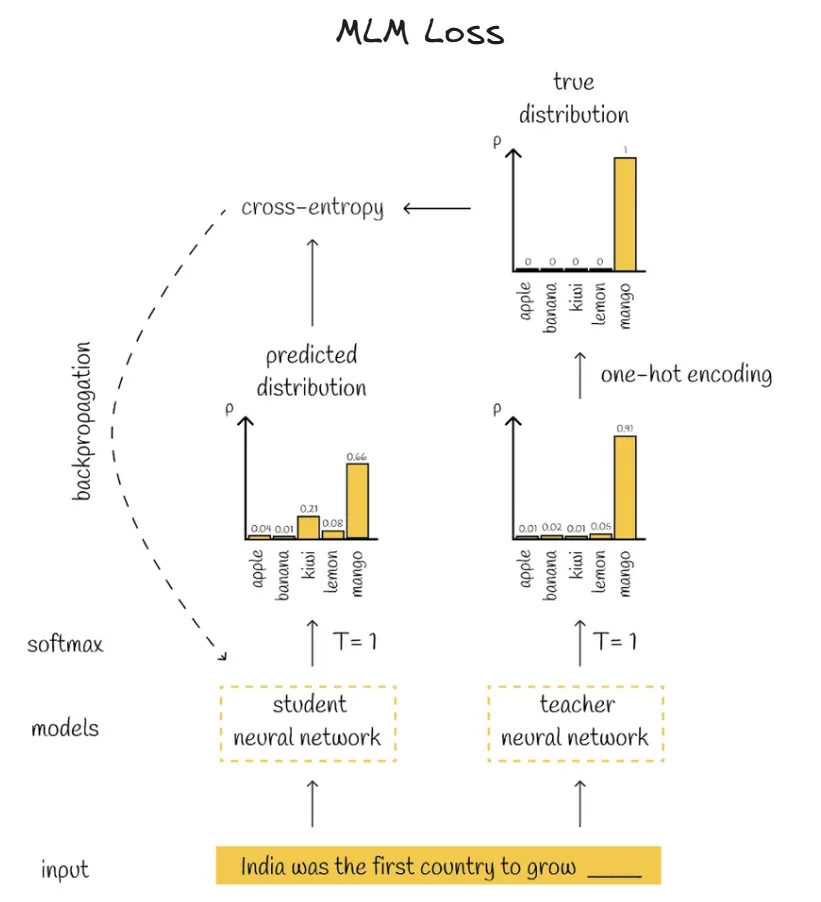 MLM Loss
true
distribution
p
1
0 0 0 0
apple
banana
kiwi
lemon
mango
cross-entropy
backpropagation
predicted
distribution
p
0.04 0.01 0.21 0.08 0.66
apple
banana
kiwi
lemon
mango
one-hot encoding
p
0.01 0.02 0.01 0.05 0.91
apple
banana
kiwi
lemon
mango
softmax
T= 1
T= 1
models
student
neural network
teacher
neural network
input
India was the first country to grow _____